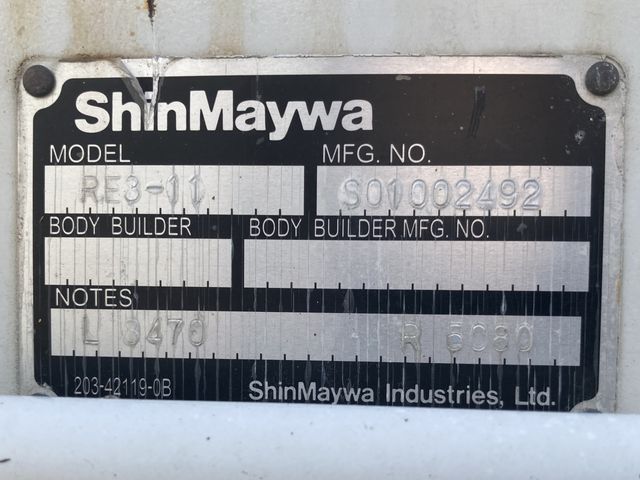 ShinMaywa
MODEL MFG. NO.
RE3-11 S01002492
BODY BUILDER BODY BUILDER MFG. NO.
NOTES
L 3470 R 5080
203-42119-0B ShinMaywa Industries, Ltd.